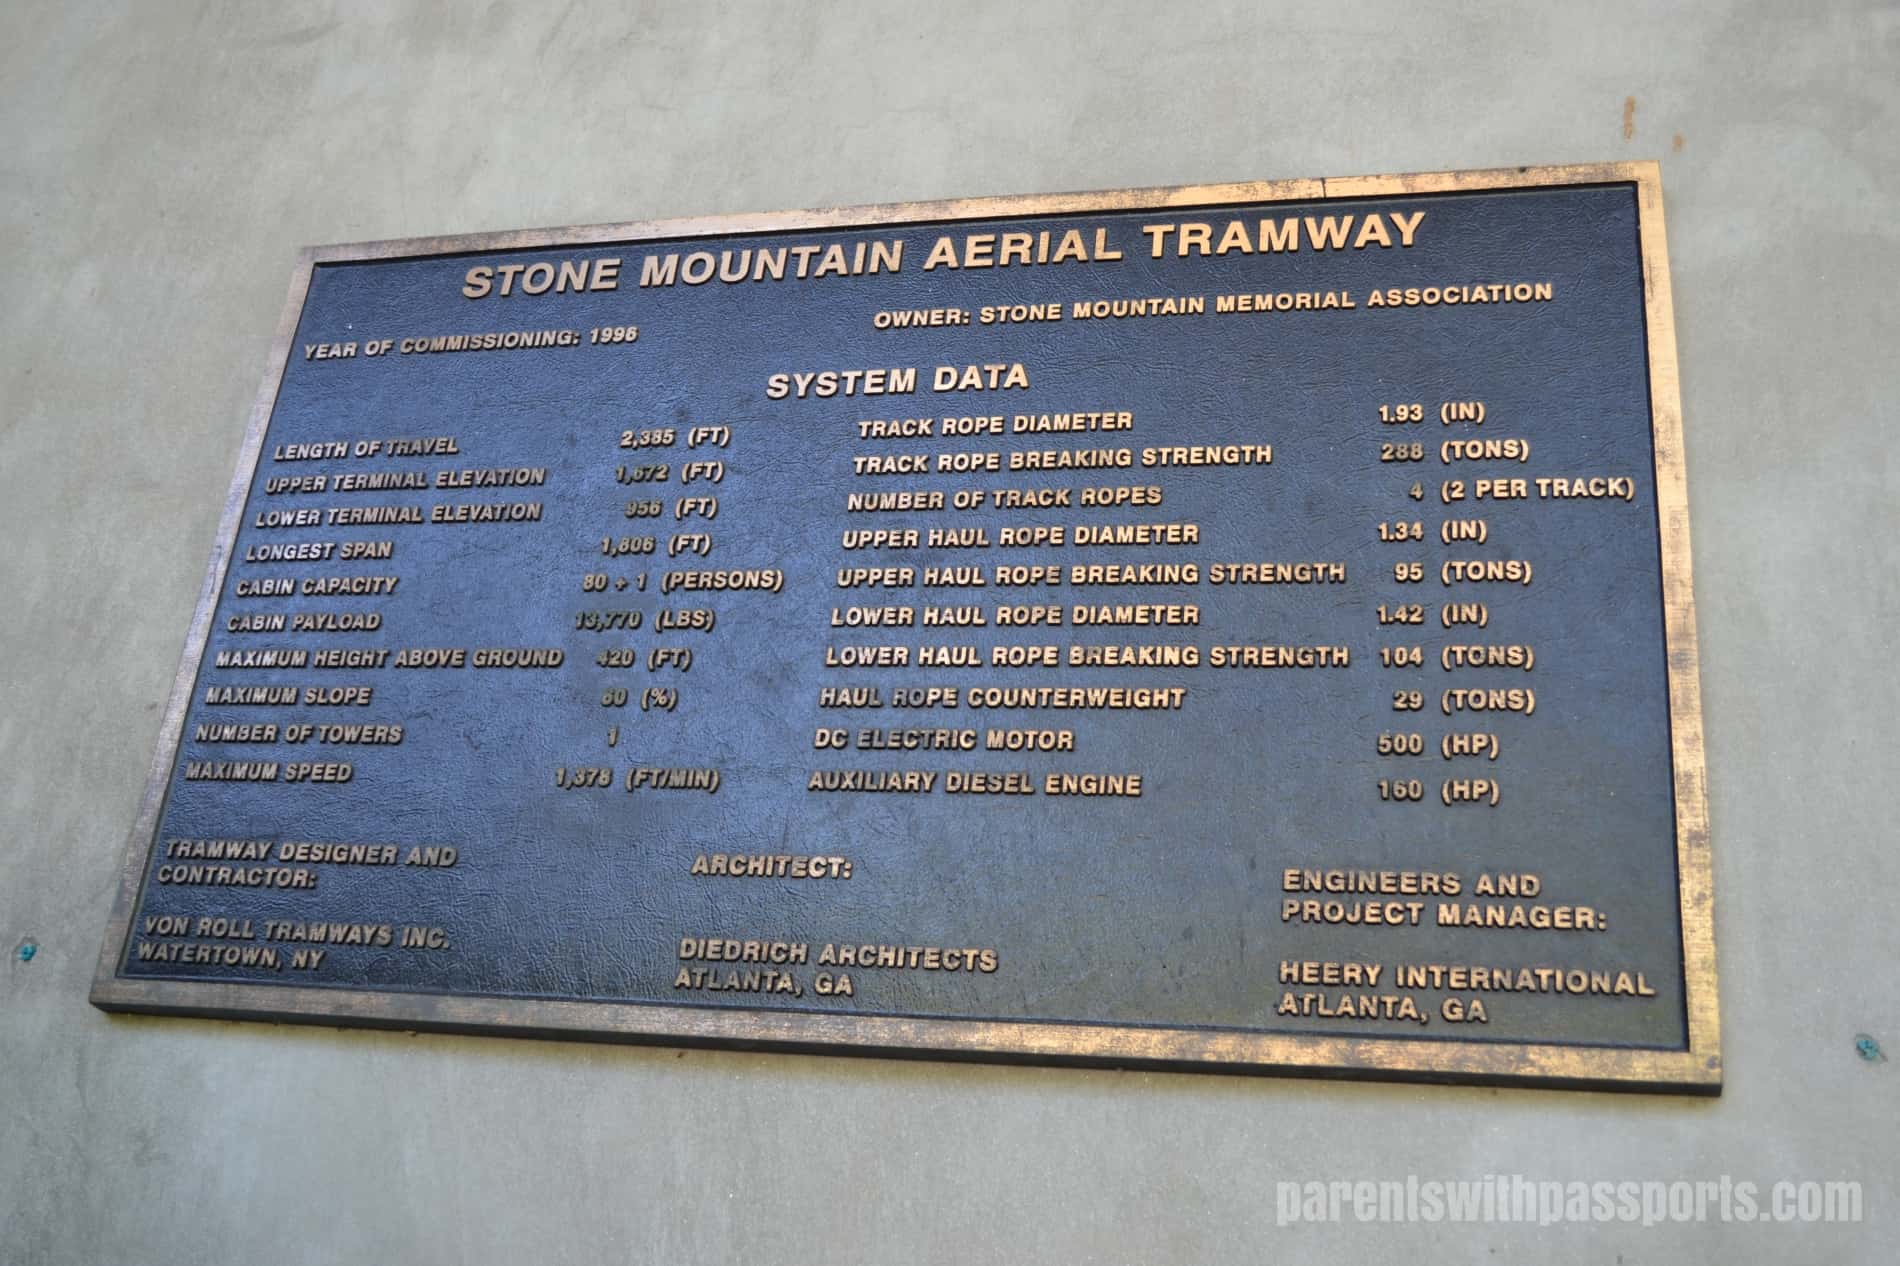 STONE MOUNTAIN AERIAL TRAMWAY
YEAR OF COMMISSIONING: 1996
OWNER: STONE MOUNTAIN MEMORIAL ASSOCIATION
SYSTEM DATA
LENGTH OF TRAVEL 2,385 (FT)
UPPER TERMINAL ELEVATION 1,672 (FT)
LOWER TERMINAL ELEVATION 956 (FT)
LONGEST SPAN 1,806 (FT)
CABIN CAPACITY 80 + 1 (PERSONS)
CABIN PAYLOAD 13,770 (LBS)
MAXIMUM HEIGHT ABOVE GROUND 420 (FT)
MAXIMUM SLOPE 60 (%)
NUMBER OF TOWERS 1
MAXIMUM SPEED 1,378 (FT/MIN)
TRACK ROPE DIAMETER 1.93 (IN)
TRACK ROPE BREAKING STRENGTH 288 (TONS)
NUMBER OF TRACK ROPES 4 (2 PER TRACK)
UPPER HAUL ROPE DIAMETER 1.34 (IN)
UPPER HAUL ROPE BREAKING STRENGTH 95 (TONS)
LOWER HAUL ROPE DIAMETER 1.42 (IN)
LOWER HAUL ROPE BREAKING STRENGTH 104 (TONS)
HAUL ROPE COUNTERWEIGHT 29 (TONS)
DC ELECTRIC MOTOR 500 (HP)
AUXILIARY DIESEL ENGINE 160 (HP)
TRAMWAY DESIGNER AND
CONTRACTOR:
VON ROLL TRAMWAYS INC.
WATERTOWN, NY
ARCHITECT:
DIEDRICH ARCHITECTS
ATLANTA, GA
ENGINEERS AND
PROJECT MANAGER:
HEERY INTERNATIONAL
ATLANTA, GA
parentswithpassports.com